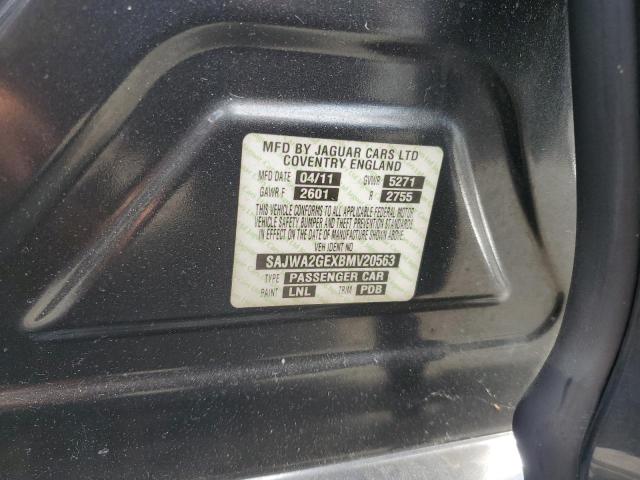 MFD BY JAGUAR CARS LTD
COVENTRY ENGLAND
MFD DATE 04/11 GVWR 5271
GAWR.F 2601 R 2755
THIS VEHICLE CONFORMS TO ALL APPLICABLE FEDERAL MOTOR
VEHICLE SAFETY BUMPER AND THEFT PREVENTION STANDARDS
IN EFFECT ON THE DATE OF MANUFACTURE SHOWN ABOVE.
VEH IDENT NO
SAJWA2GEXBMV20563
TYPE PASSENGER CAR
PAINT LNL TRIM PDB